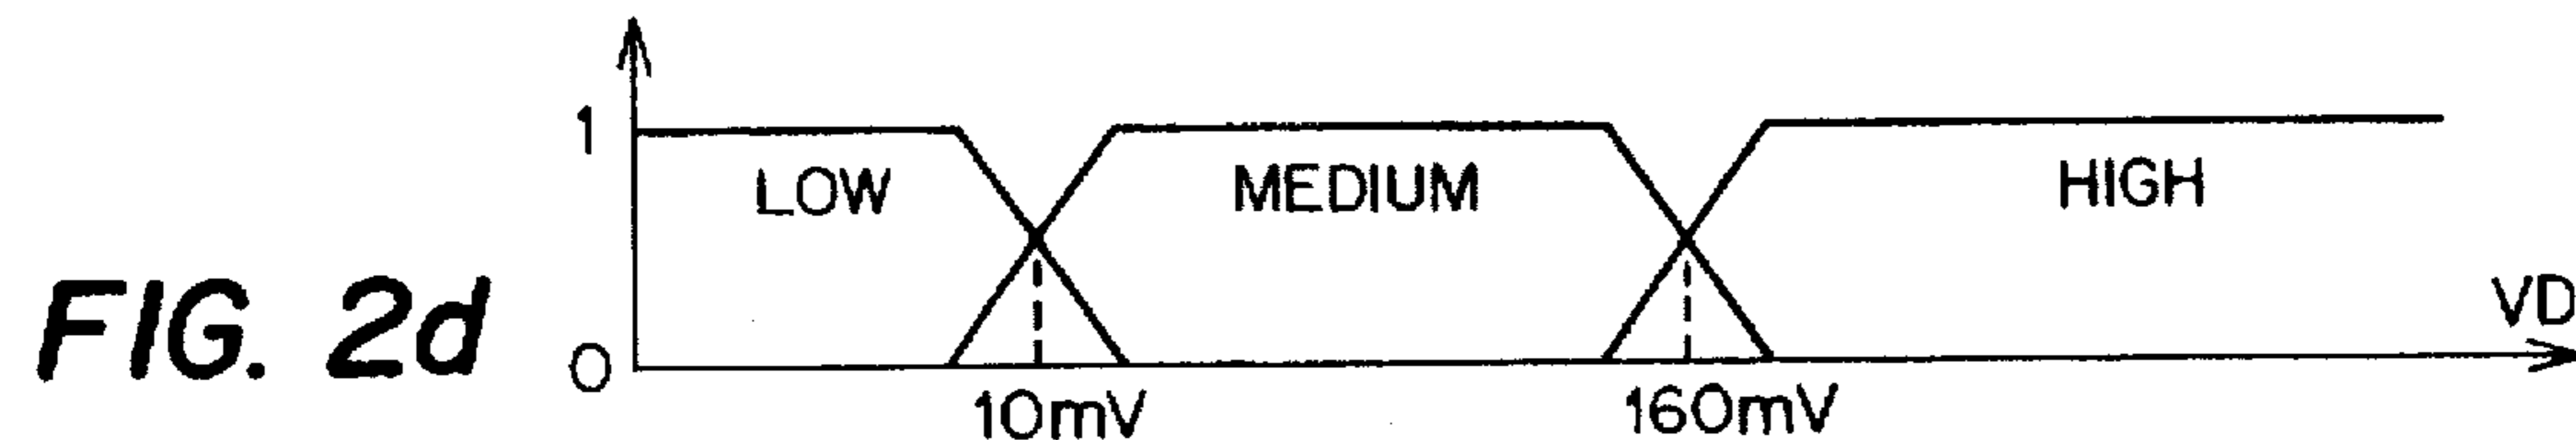 1
LOW MEDIUM HIGH
VD
FIG. 2d
0
10mV 160mV